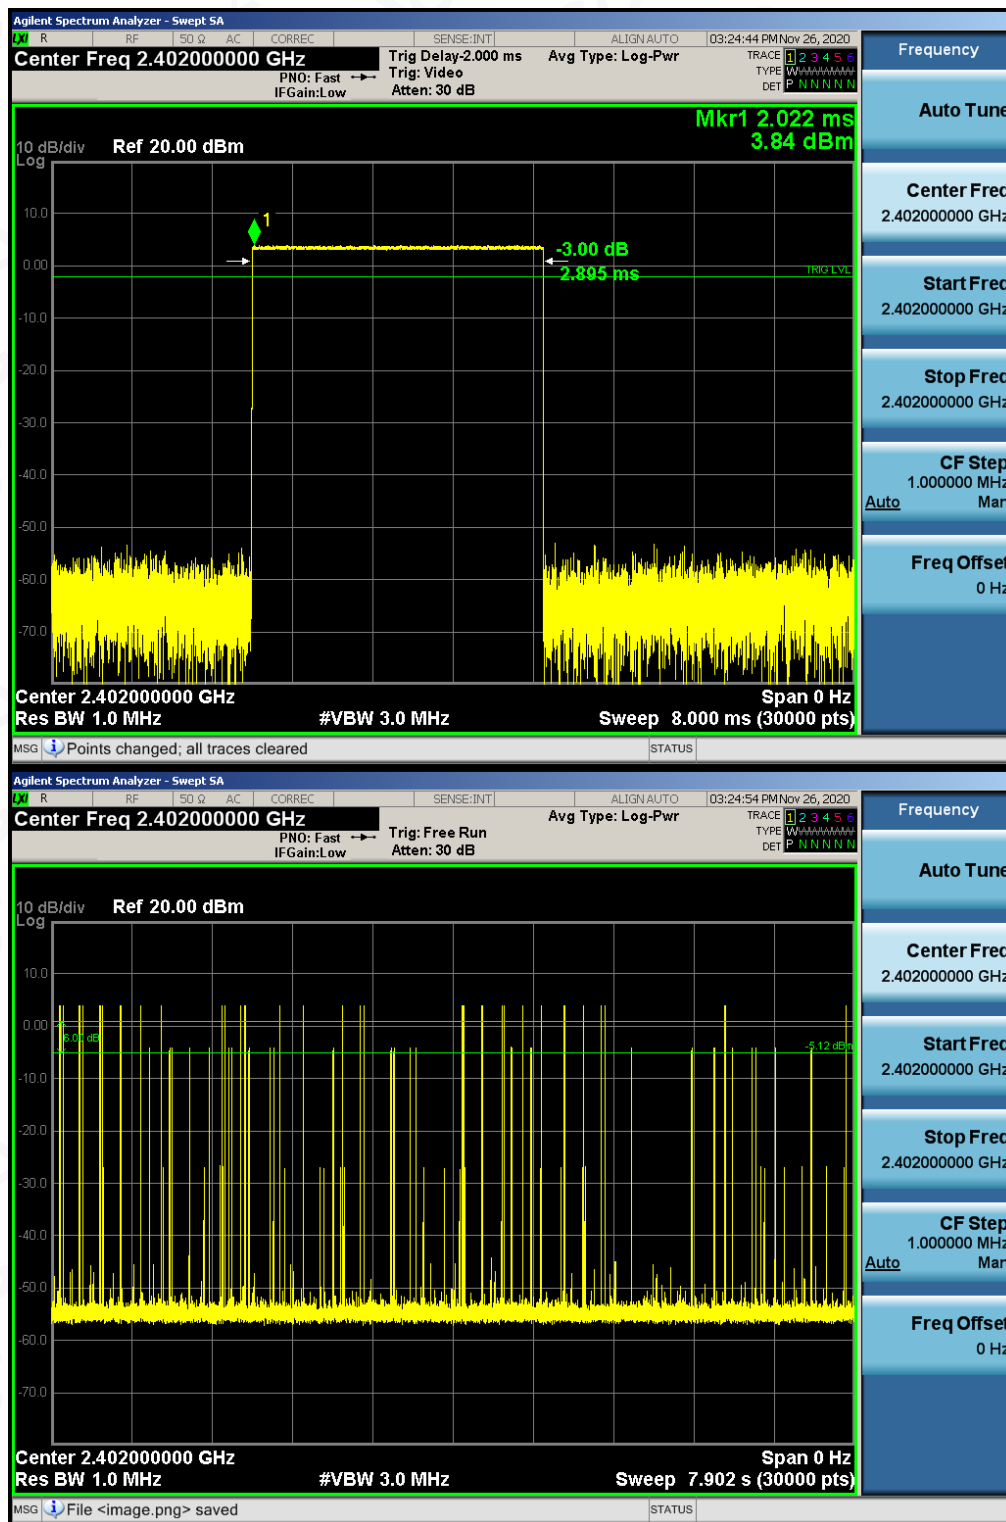 Agilent Spectrum Analyzer - Swept SA
LXI R RF 50 Ω AC CORREC SENSE:INT ALIGN AUTO 03:24:44 PM Nov 26, 2020
Center Freq 2.402000000 GHz
PNO: Fast
IFGain:Low
Trig Delay-2.000 ms
Trig: Video
Atten: 30 dB
Avg Type: Log-Pwr
TRACE 1 2 3 4 5 6
TYPE
DET P N N N N N
Mkr1 2.022 ms
3.84 dBm
10 dB/div
Log
Ref 20.00 dBm
10.0
0.00
-10.0
-20.0
-30.0
-40.0
-50.0
-60.0
-70.0
1
-3.00 dB
2.895 ms
TRIG LVL
Center 2.402000000 GHz
Span 0 Hz
Res BW 1.0 MHz
#VBW 3.0 MHz
Sweep 8.000 ms (30000 pts)
MSG Points changed; all traces cleared
STATUS
Frequency
Auto Tune
Center Freq
2.402000000 GHz
Start Freq
2.402000000 GHz
Stop Freq
2.402000000 GHz
CF Step
1.000000 MHz
Auto Man
Freq Offset
0 Hz
Agilent Spectrum Analyzer - Swept SA
LXI R RF 50 Ω AC CORREC SENSE:INT ALIGN AUTO 03:24:54 PM Nov 26, 2020
Center Freq 2.402000000 GHz
PNO: Fast
IFGain:Low
Trig: Free Run
Atten: 30 dB
Avg Type: Log-Pwr
TRACE 1 2 3 4 5 6
TYPE
DET P N N N N N
10 dB/div
Log
Ref 20.00 dBm
10.0
0.00
-10.0
-20.0
-30.0
-40.0
-50.0
-60.0
-70.0
6.00 dB
-5.12 dBm
Center 2.402000000 GHz
Span 0 Hz
Res BW 1.0 MHz
#VBW 3.0 MHz
Sweep 7.902 s (30000 pts)
MSG File <image.png> saved
STATUS
Frequency
Auto Tune
Center Freq
2.402000000 GHz
Start Freq
2.402000000 GHz
Stop Freq
2.402000000 GHz
CF Step
1.000000 MHz
Auto Man
Freq Offset
0 Hz